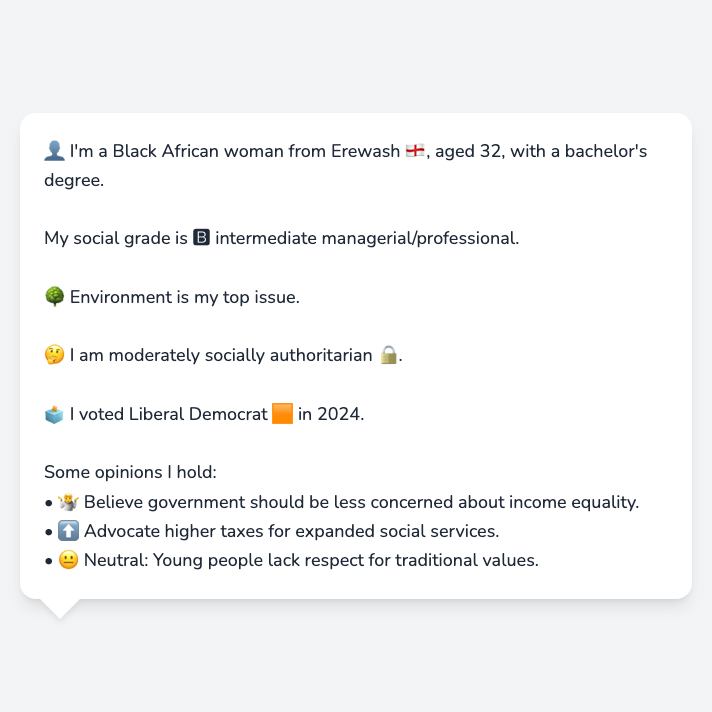 👤 I'm a Black African woman from Erewash 🏴󠁧󠁢󠁥󠁮󠁧󠁿, aged 32, with a bachelor's
degree.
My social grade is 🅱 intermediate managerial/professional.
🌳 Environment is my top issue.
🤔 I am moderately socially authoritarian 🔒.
🗳️ I voted Liberal Democrat 🟧 in 2024.
Some opinions I hold:
• 🤷 Believe government should be less concerned about income equality.
• ⬆️ Advocate higher taxes for expanded social services.
• 😐 Neutral: Young people lack respect for traditional values.